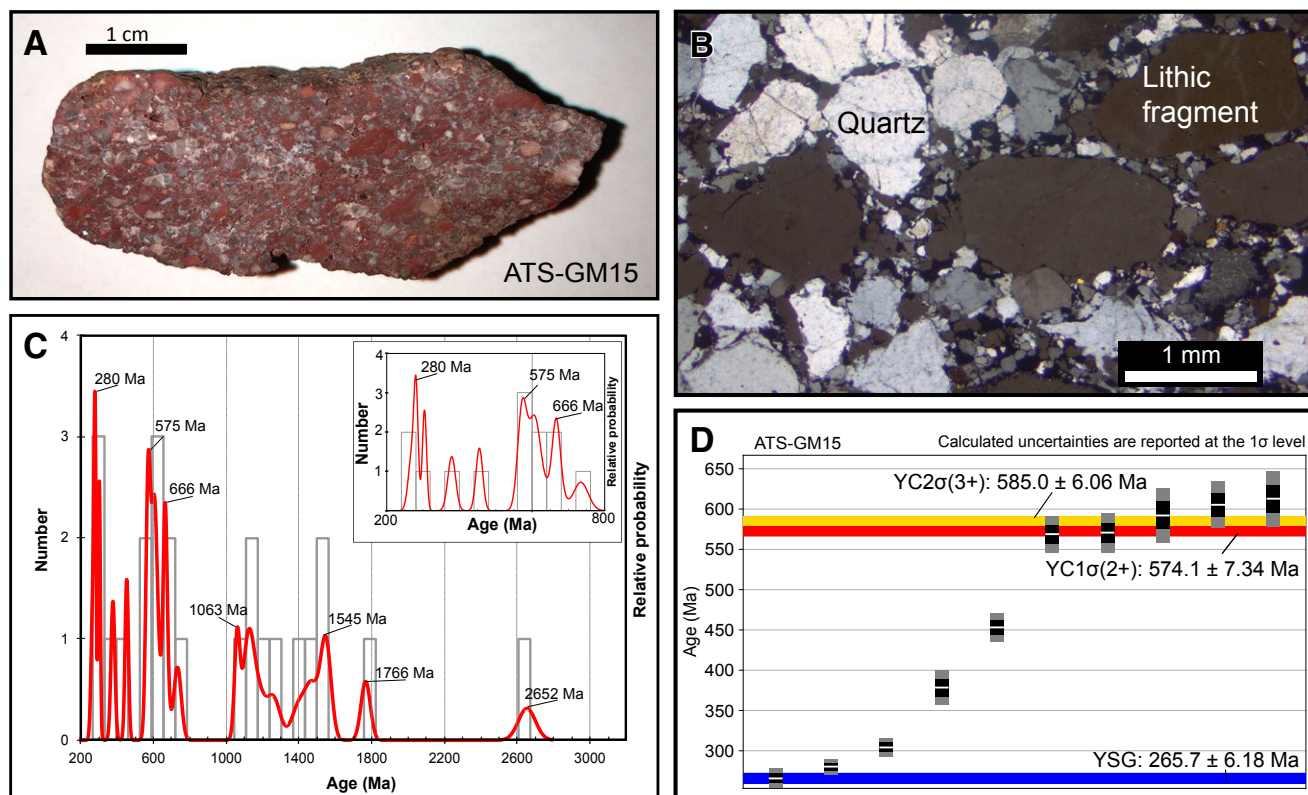 A
1 cm
ATS-GM15
B
Quartz
Lithic
fragment
1 mm
C
Number
4
3
2
1
0
280 Ma
575 Ma
666 Ma
1063 Ma
1545 Ma
1766 Ma
2652 Ma
200 600 1000 1400 1800 2200 2600 3000
Age (Ma)
Relative probability
Number
4
3
2
1
280 Ma
575 Ma
666 Ma
200 800
Age (Ma)
Relative probability
D
ATS-GM15
Calculated uncertainties are reported at the 1σ level
Age (Ma)
650
600
550
500
450
400
350
300
YC2σ(3+): 585.0 ± 6.06 Ma
YC1σ(2+): 574.1 ± 7.34 Ma
YSG: 265.7 ± 6.18 Ma